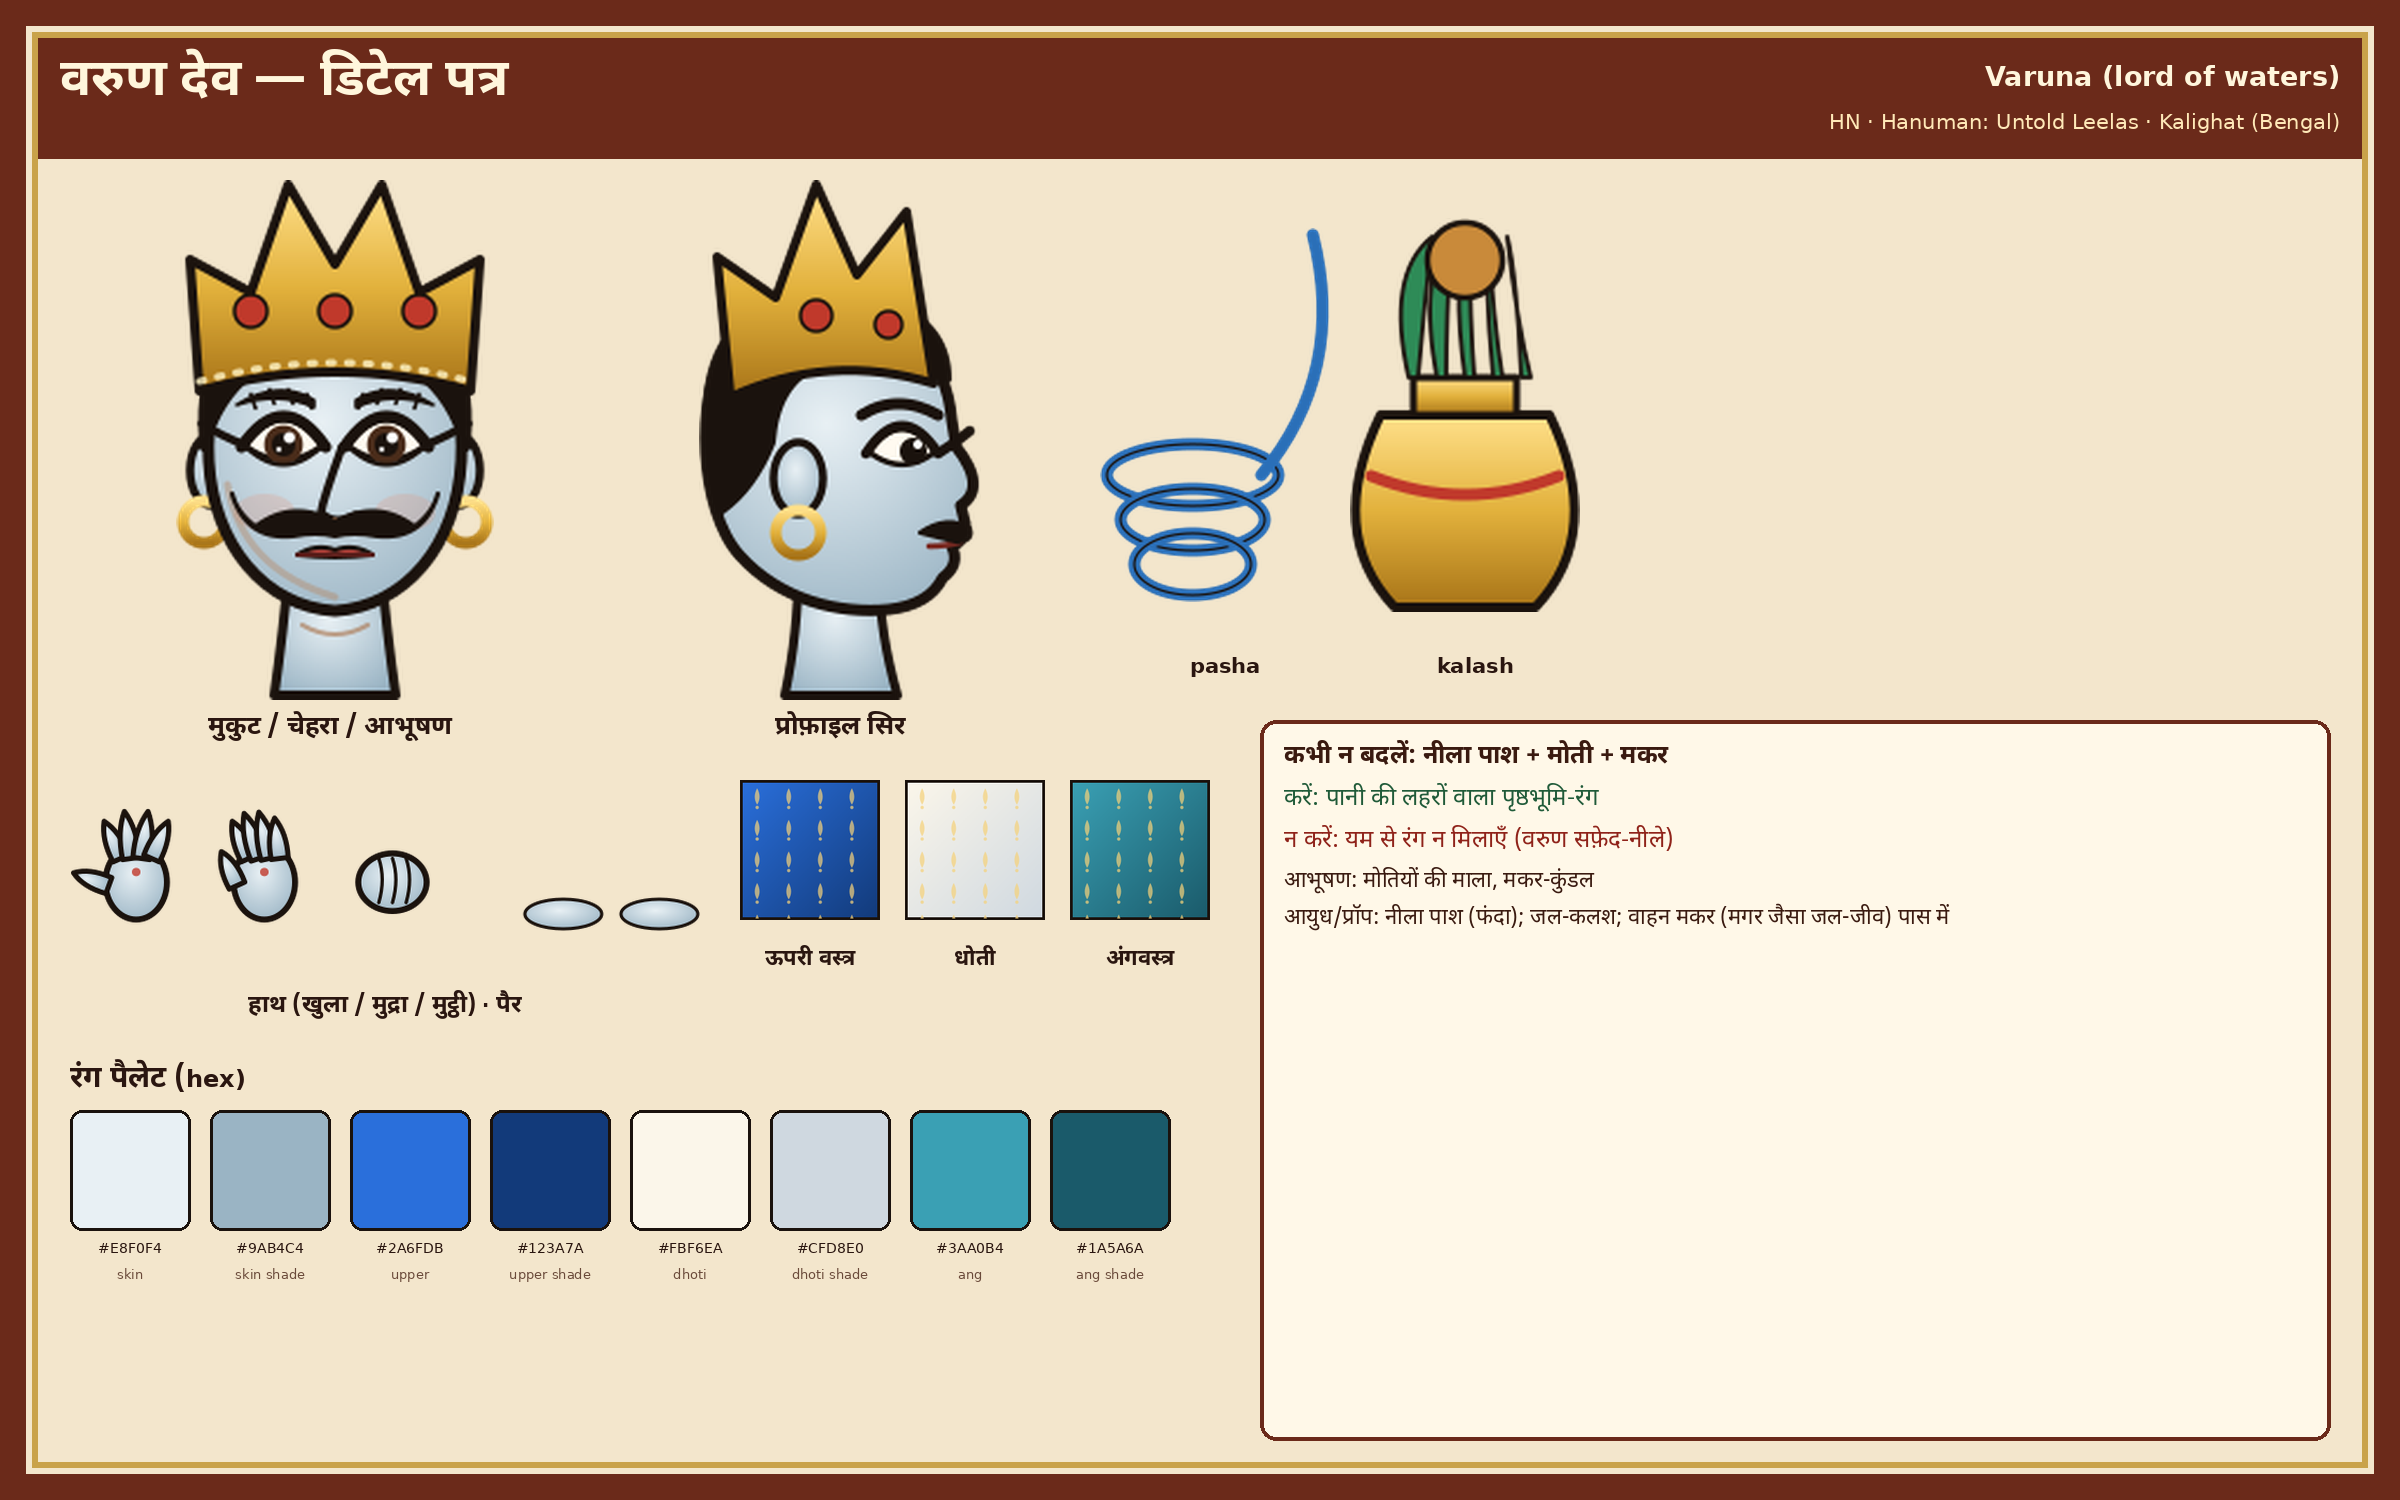 वरुण देव — डिटेल पत्र
Varuna (lord of waters)
HN · Hanuman: Untold Leelas · Kalighat (Bengal)
pasha
kalash
मुकुट / चेहरा / आभूषण
प्रोफ़ाइल सिर
कभी न बदलें: नीला पाश + मोती + मकर
करें: पानी की लहरों वाला पृष्ठभूमि-रंग
न करें: यम से रंग न मिलाएँ (वरुण सफ़ेद-नीले)
आभूषण: मोतियों की माला, मकर-कुंडल
आयुध/प्रॉप: नीला पाश (फंदा); जल-कलश; वाहन मकर (मगर जैसा जल-जीव) पास में
ऊपरी वस्त्र
धोती
अंगवस्त्र
हाथ (खुला / मुद्रा / मुट्ठी) · पैर
रंग पैलेट (hex)
#E8F0F4
#9AB4C4
#2A6FDB
#123A7A
#FBF6EA
#CFD8E0
#3AA0B4
#1A5A6A
skin
skin shade
upper
upper shade
dhoti
dhoti shade
ang
ang shade